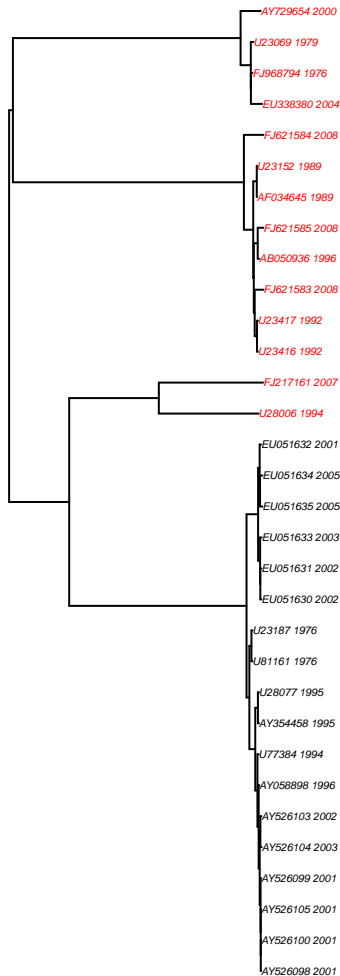 AY729654 2000
U23069 1979
FJ968794 1976
EU338380 2004
FJ621584 2008
U23152 1989
AF034645 1989
FJ621585 2008
AB050936 1996
FJ621583 2008
U23417 1992
U23416 1992
FJ217161 2007
U28006 1994
EU051632 2001
EU051634 2005
EU051635 2005
EU051633 2003
EU051631 2002
EU051630 2002
U23187 1976
U81161 1976
U28077 1995
AY354458 1995
U77384 1994
AY058898 1996
AY526103 2002
AY526104 2003
AY526099 2001
AY526105 2001
AY526100 2001
AY526098 2001